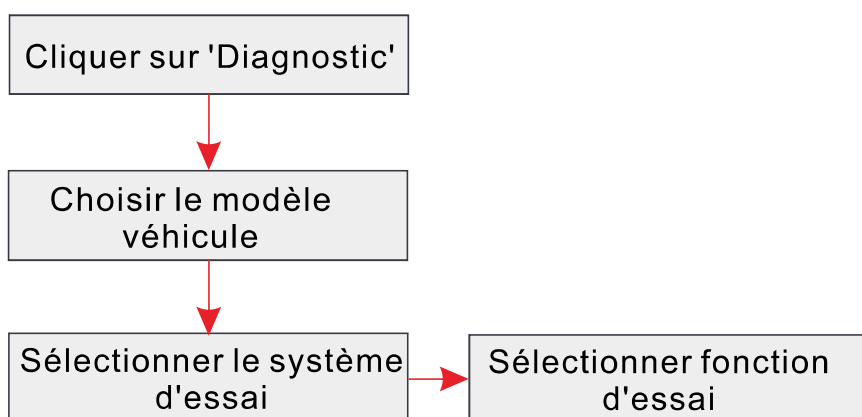 Cliquer sur 'Diagnostic'
Choisir le modèle
véhicule
Sélectionner le système
d'essai
Sélectionner fonction
d'essai